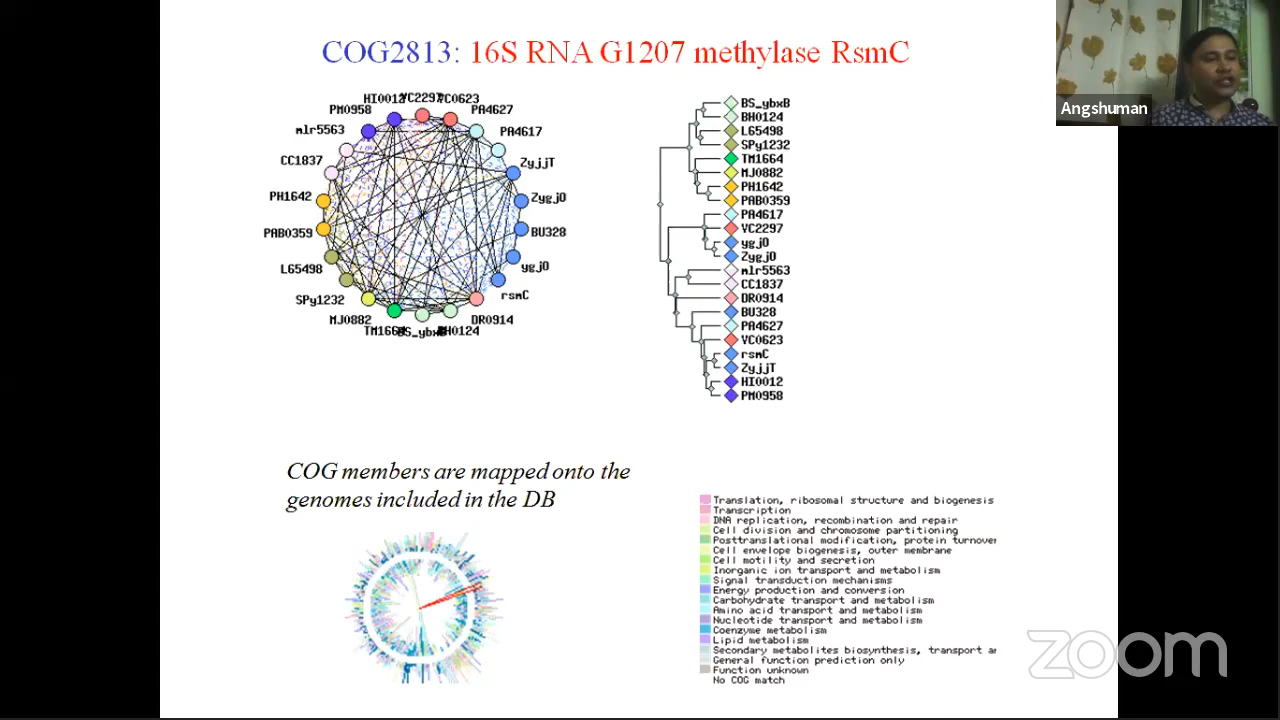 COG2813: 16S RNA G1207 methylase RsmC
Angshuman
HI0012
VC2297
VC0623
PM0958
PA4627
mlr5563
PA4617
CC1837
ZyjjT
PH1642
ZygjO
PAB0359
BU328
L65498
ygjO
SPy1232
rsmC
MJ0882
DR0914
TM1664
BS_ybxB
BH0124
BS_ybxB
BH0124
L65498
SPy1232
TM1664
MJ0882
PH1642
PAB0359
PA4617
VC2297
ygjO
ZygjO
mlr5563
CC1837
DR0914
BU328
PA4627
VC0623
rsmC
ZyjjT
HI0012
PM0958
COG members are mapped onto the
genomes included in the DB
Translation, ribosomal structure and biogenesis
Transcription
DNA replication, recombination and repair
Cell division and chromosome partitioning
Posttranslational modification, protein turnover
Cell envelope biogenesis, outer membrane
Cell motility and secretion
Inorganic ion transport and metabolism
Signal transduction mechanisms
Energy production and conversion
Carbohydrate transport and metabolism
Amino acid transport and metabolism
Nucleotide transport and metabolism
Coenzyme metabolism
Lipid metabolism
Secondary metabolites biosynthesis, transport an
General function prediction only
Function unknown
No COG match
zoom